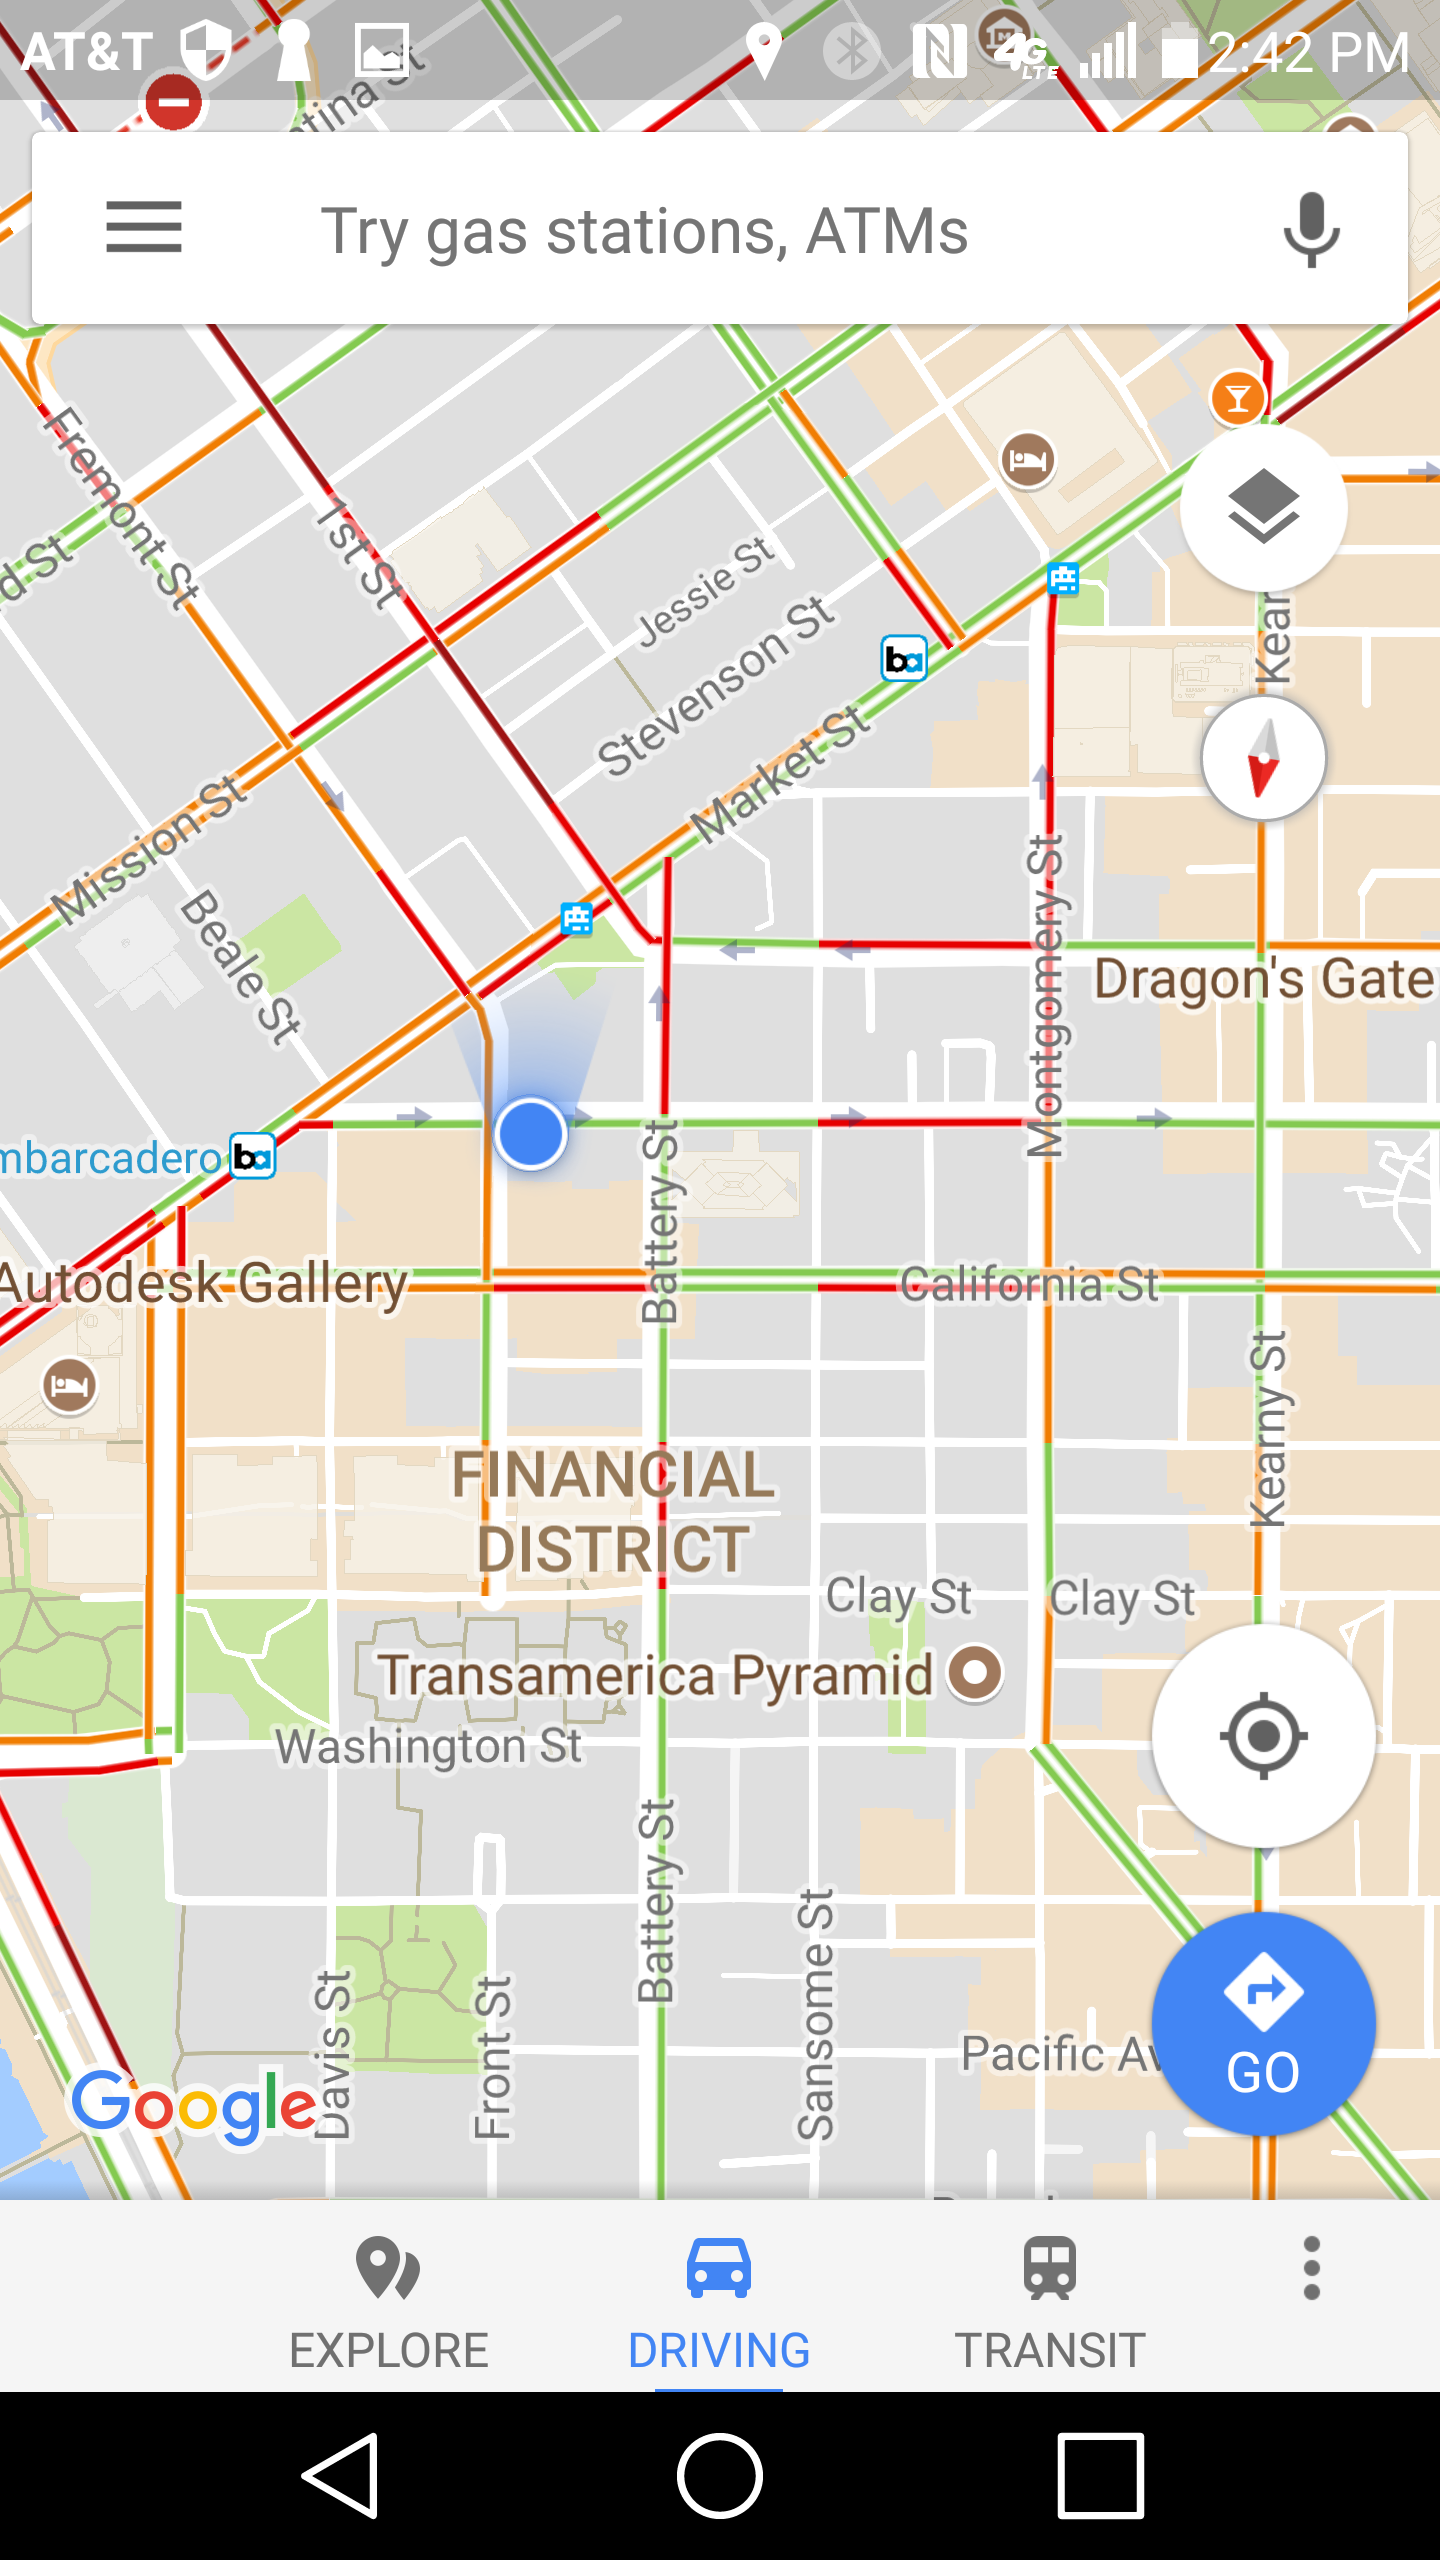 AT&T
4G LTE
2:42 PM
Try gas stations, ATMs
Fremont St
1st St
Jessie St
Stevenson St
Market St
Mission St
Beale St
Montgomery St
Dragon's Gate
Battery St
Autodesk Gallery
California St
Kearny St
FINANCIAL
DISTRICT
Clay St
Clay St
Transamerica Pyramid
Washington St
Battery St
Sansome St
Davis St
Front St
Pacific Av
GO
Google
EXPLORE
DRIVING
TRANSIT